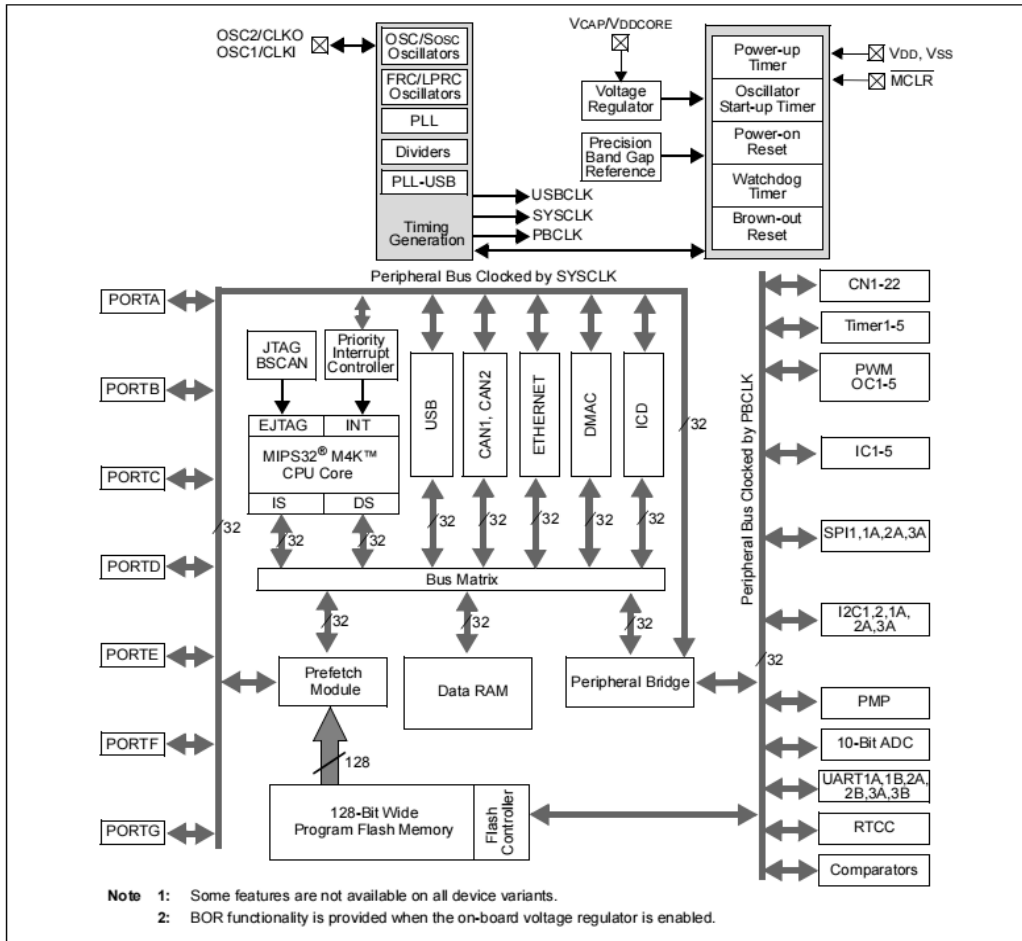 OSC2/CLKO
OSC1/CLKI
OSC/SOSC
Oscillators
FRC/LPRC
Oscillators
PLL
Dividers
PLL-USB
Timing
Generation
USBCLK
SYSCLK
PBCLK
VCAP/VDDCORE
Voltage
Regulator
Precision
Band Gap
Reference
Power-up
Timer
Oscillator
Start-up Timer
Power-on
Reset
Watchdog
Timer
Brown-out
Reset
VDD, VSS
MCLR
Peripheral Bus Clocked by SYSCLK
PORTA
PORTB
PORTC
PORTD
PORTE
PORTF
PORTG
32
JTAG
BSCAN
Priority
Interrupt
Controller
EJTAG
INT
MIPS32® M4K™
CPU Core
IS
DS
32
32
USB
CAN1, CAN2
ETHERNET
DMAC
ICD
32
32
32
32
32
32
Bus Matrix
32
32
32
Prefetch
Module
Data RAM
Peripheral Bridge
128
128-Bit Wide
Program Flash Memory
Flash
Controller
Peripheral Bus Clocked by PBCLK
32
CN1-22
Timer1-5
PWM
OC1-5
IC1-5
SPI1,1A,2A,3A
I2C1,2,1A,
2A,3A
PMP
10-Bit ADC
UART1A,1B,2A,
2B,3A,3B
RTCC
Comparators
Note 1: Some features are not available on all device variants.
2: BOR functionality is provided when the on-board voltage regulator is enabled.